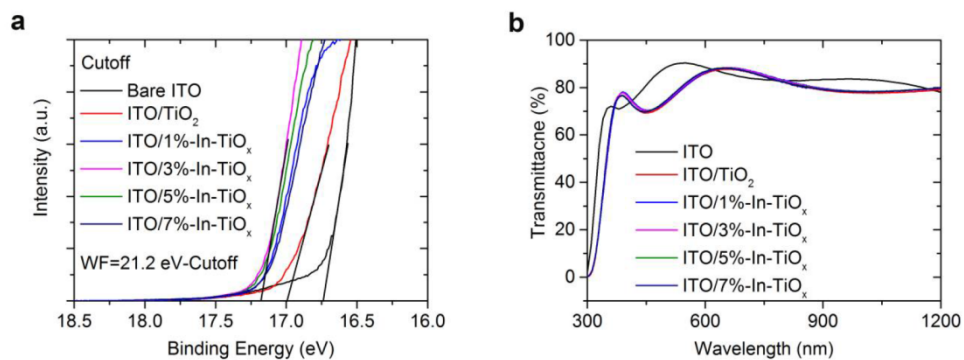 a
Cutoff
Bare ITO
ITO/TiO₂
ITO/1%-In-TiOₓ
ITO/3%-In-TiOₓ
ITO/5%-In-TiOₓ
ITO/7%-In-TiOₓ
WF=21.2 eV-Cutoff
Intensity (a.u.)
18.5 18.0 17.5 17.0 16.5 16.0
Binding Energy (eV)
b
100
80
60
40
20
0
Transmittacne (%)
ITO
ITO/TiO₂
ITO/1%-In-TiOₓ
ITO/3%-In-TiOₓ
ITO/5%-In-TiOₓ
ITO/7%-In-TiOₓ
300 600 900 1200
Wavelength (nm)